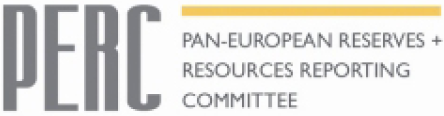 PERC
PAN-EUROPEAN RESERVES +
RESOURCES REPORTING
COMMITTEE